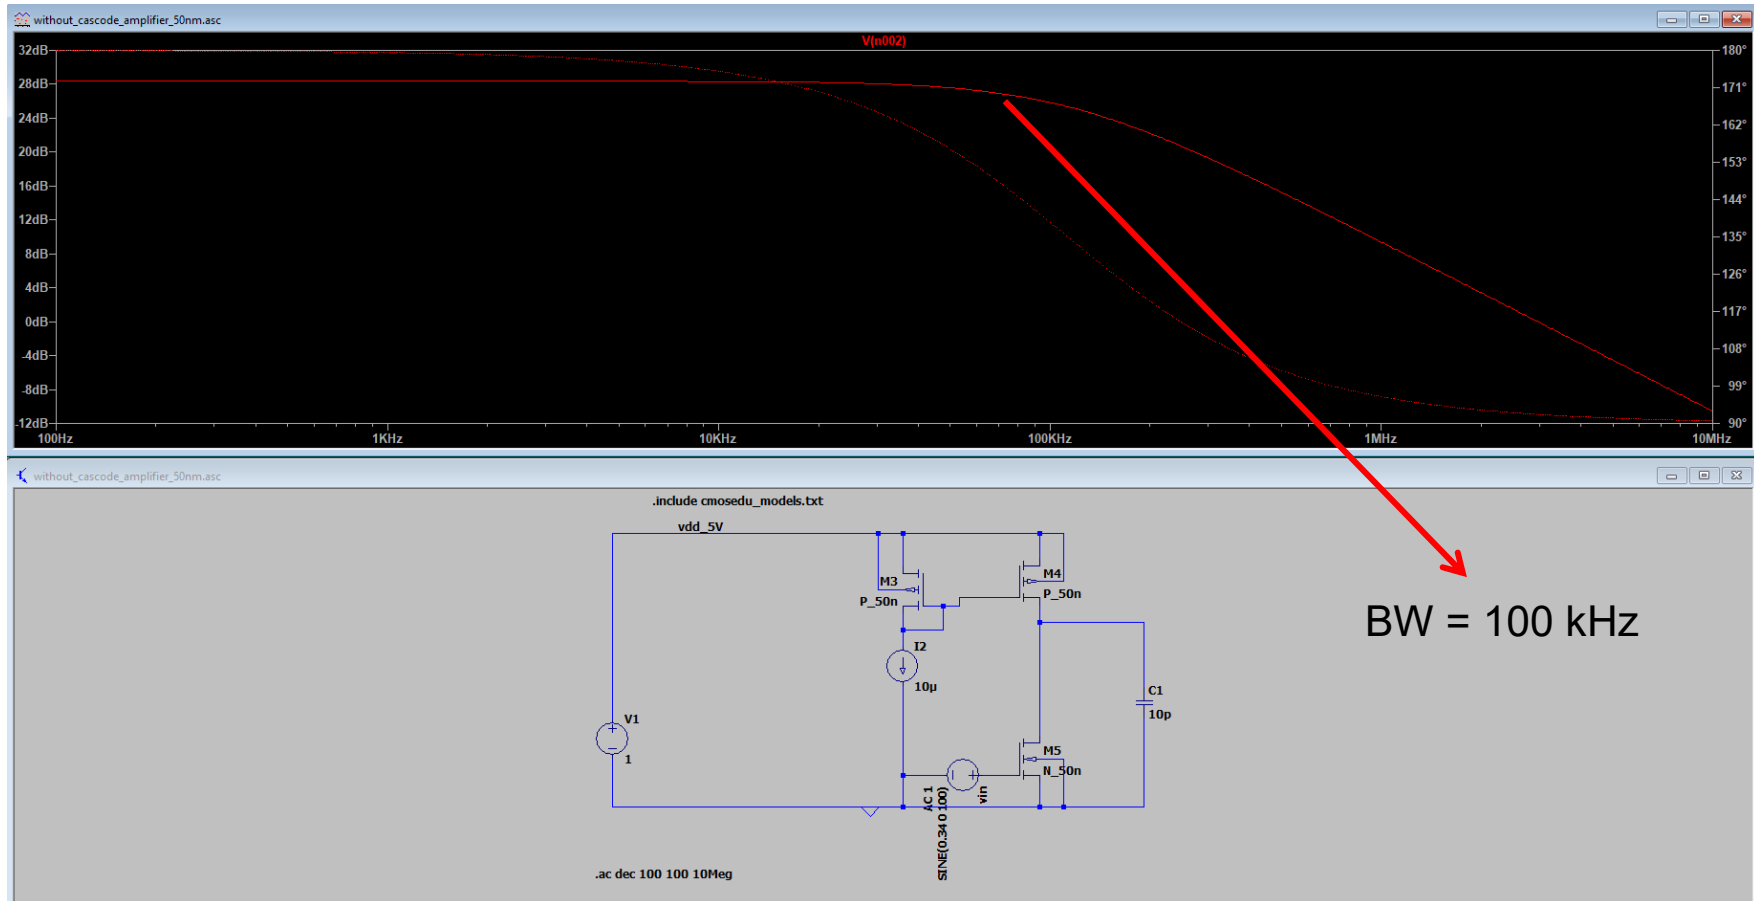 without_cascode_amplifier_50nm.asc
V(n002)
32dB
28dB
24dB
20dB
16dB
12dB
8dB
4dB
0dB
-4dB
-8dB
-12dB
180°
171°
162°
153°
144°
135°
126°
117°
108°
99°
90°
100Hz 1KHz 10KHz 100KHz 1MHz 10MHz
without_cascode_amplifier_50nm.asc
.include cmosedu_models.txt
vdd_5V
M3
P_50n
M4
P_50n
I2
10µ
C1
10p
V1
1
M5
N_50n
vin
AC 1
SINE(0.34 0 100)
.ac dec 100 100 10Meg
BW = 100 kHz